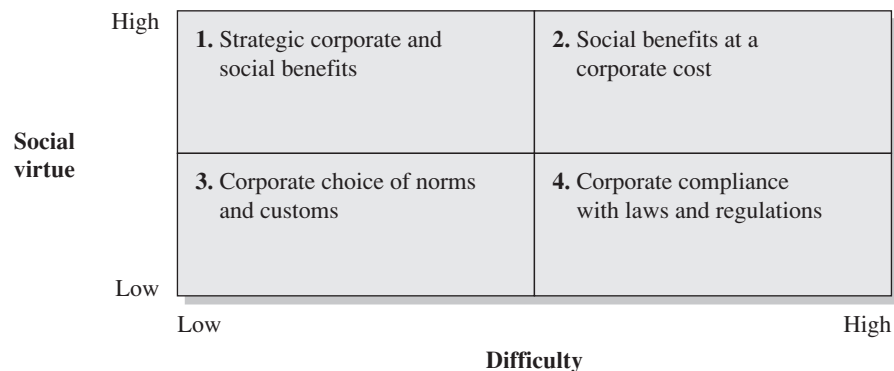 High
1. Strategic corporate and
social benefits
2. Social benefits at a
corporate cost
Social
virtue
3. Corporate choice of norms
and customs
4. Corporate compliance
with laws and regulations
Low
Low
High
Difficulty